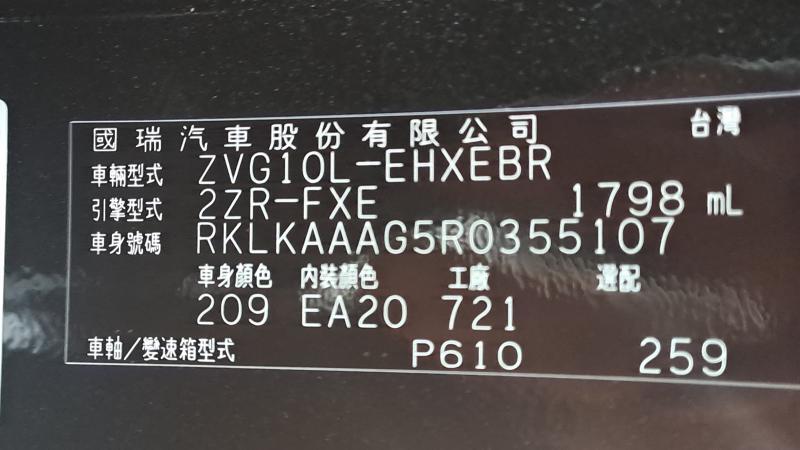 國瑞汽車股份有限公司 台灣
車輛型式 ZVG10L-EHXEBR
引擎型式 2ZR-FXE 1798 mL
車身號碼 RKLKAAAG5R0355107
車身顏色 內裝顏色 工廠 選配
209 EA20 721
車軸／變速箱型式 P610 259